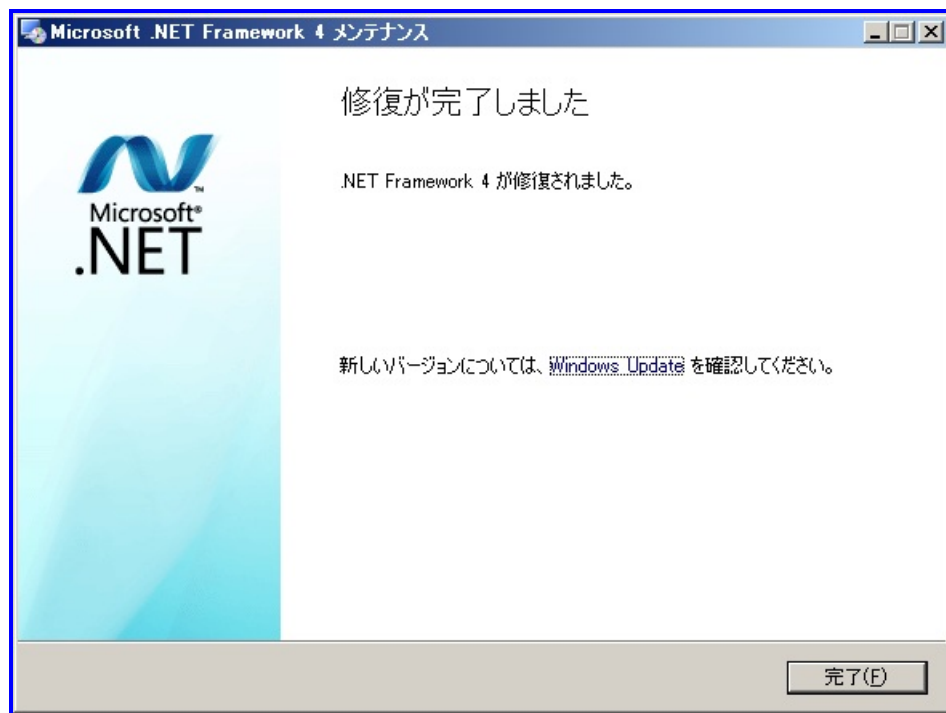 Microsoft .NET Framework 4 メンテナンス
修復が完了しました
.NET Framework 4 が修復されました。
Microsoft®
.NET™
新しいバージョンについては、Windows Update を確認してください。
完了(F)